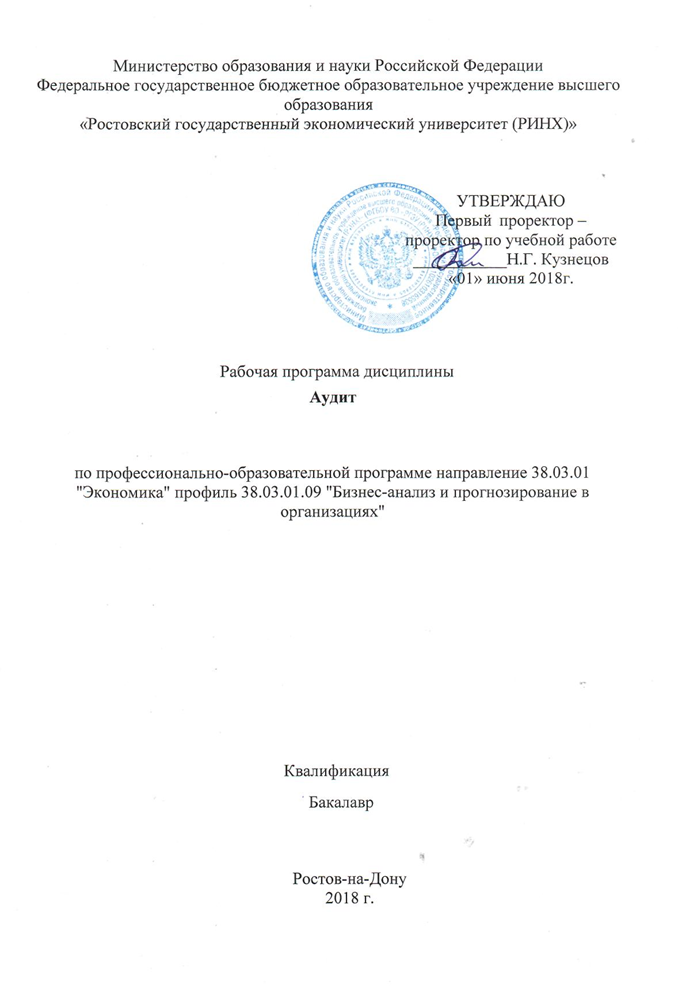 Министерство образования и науки Российской Федерации
Федеральное государственное бюджетное образовательное учреждение высшего
образования
«Ростовский государственный экономический университет (РИНХ)»
УТВЕРЖДАЮ
Первый проректор –
проректор по учебной работе
Н.Г. Кузнецов
«01» июня 2018г.
Рабочая программа дисциплины
Аудит
по профессионально-образовательной программе направление 38.03.01
"Экономика" профиль 38.03.01.09 "Бизнес-анализ и прогнозирование в
организациях"
Квалификация
Бакалавр
Ростов-на-Дону
2018 г.